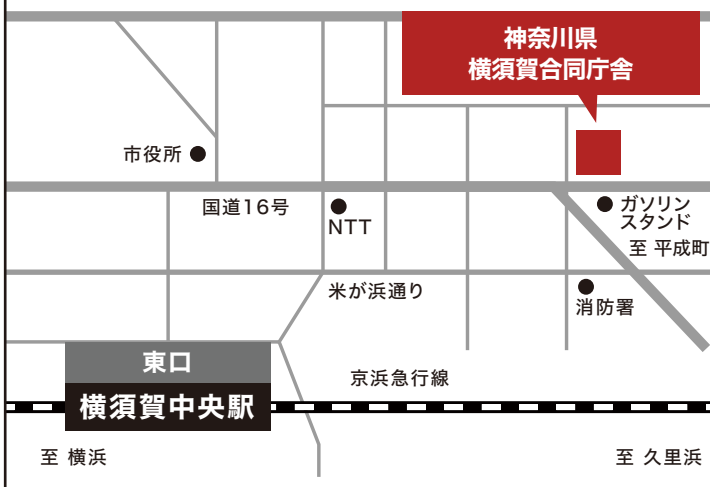 神奈川県
横須賀合同庁舎
市役所
国道16号
NTT
ガソリン
スタンド
至 平成町
米が浜通り
消防署
東口
京浜急行線
横須賀中央駅
至 横浜
至 久里浜